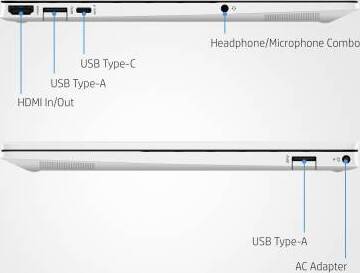 Headphone/Microphone Combo
USB Type-C
USB Type-A
HDMI In/Out
USB Type-A
AC Adapter